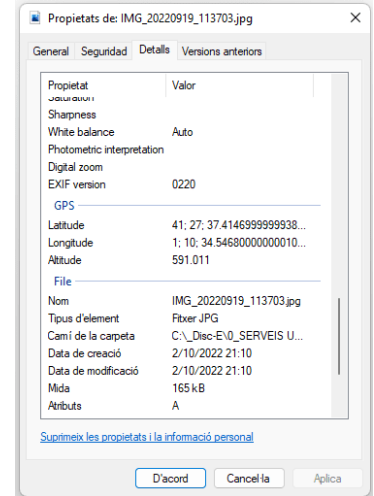 Propietats de: IMG_20220919_113703.jpg
General Seguridad Detalls Versions anteriors
Propietat Valor
Saturation
Sharpness
White balance Auto
Photometric interpretation
Digital zoom
EXIF version 0220
GPS
Latitude 41; 27; 37.4146999999938...
Longitude 1; 10; 34.54680000000010...
Altitude 591.011
File
Nom IMG_20220919_113703.jpg
Tipus d'element Fitxer JPG
Camí de la carpeta C:\_Disc-E\0_SERVEIS U...
Data de creació 2/10/2022 21:10
Data de modificació 2/10/2022 21:10
Mida 165 kB
Atributs A
Suprimeix les propietats i la informació personal
D'acord Cancel·la Aplica